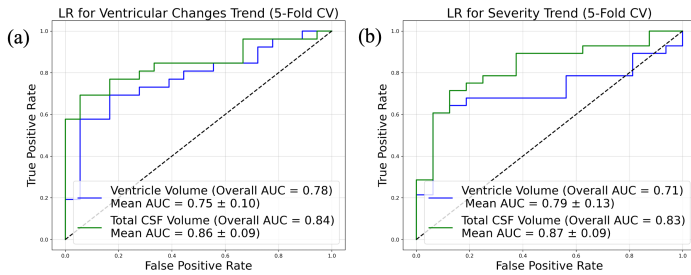 (a)
LR for Ventricular Changes Trend (5-Fold CV)
True Positive Rate
1.0
0.8
0.6
0.4
0.2
0.0
Ventricle Volume (Overall AUC = 0.78)
Mean AUC = 0.75 ± 0.10)
Total CSF Volume (Overall AUC = 0.84)
Mean AUC = 0.86 ± 0.09)
0.0 0.2 0.4 0.6 0.8 1.0
False Positive Rate
(b)
LR for Severity Trend (5-Fold CV)
True Positive Rate
1.0
0.8
0.6
0.4
0.2
0.0
Ventricle Volume (Overall AUC = 0.71)
Mean AUC = 0.79 ± 0.13)
Total CSF Volume (Overall AUC = 0.83)
Mean AUC = 0.87 ± 0.09)
0.0 0.2 0.4 0.6 0.8 1.0
False Positive Rate